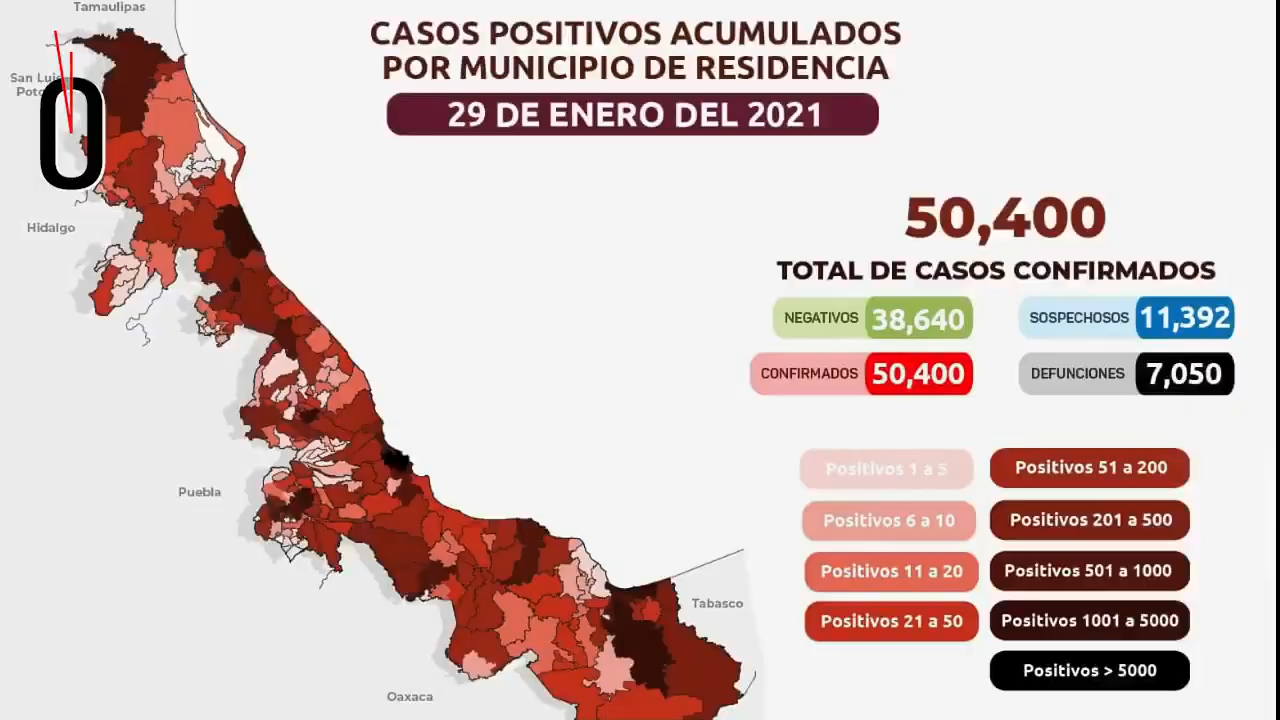 Tamaulipas
CASOS POSITIVOS ACUMULADOS
POR MUNICIPIO DE RESIDENCIA
29 DE ENERO DEL 2021
San Luis
0
Hidalgo
50,400
TOTAL DE CASOS CONFIRMADOS
NEGATIVOS 38,640
SOSPECHOSOS 11,392
CONFIRMADOS 50,400
DEFUNCIONES 7,050
Puebla
Positivos 1 a 5
Positivos 51 a 200
Positivos 6 a 10
Positivos 201 a 500
Positivos 11 a 20
Positivos 501 a 1000
Positivos 21 a 50
Positivos 1001 a 5000
Positivos > 5000
Tabasco
Oaxaca